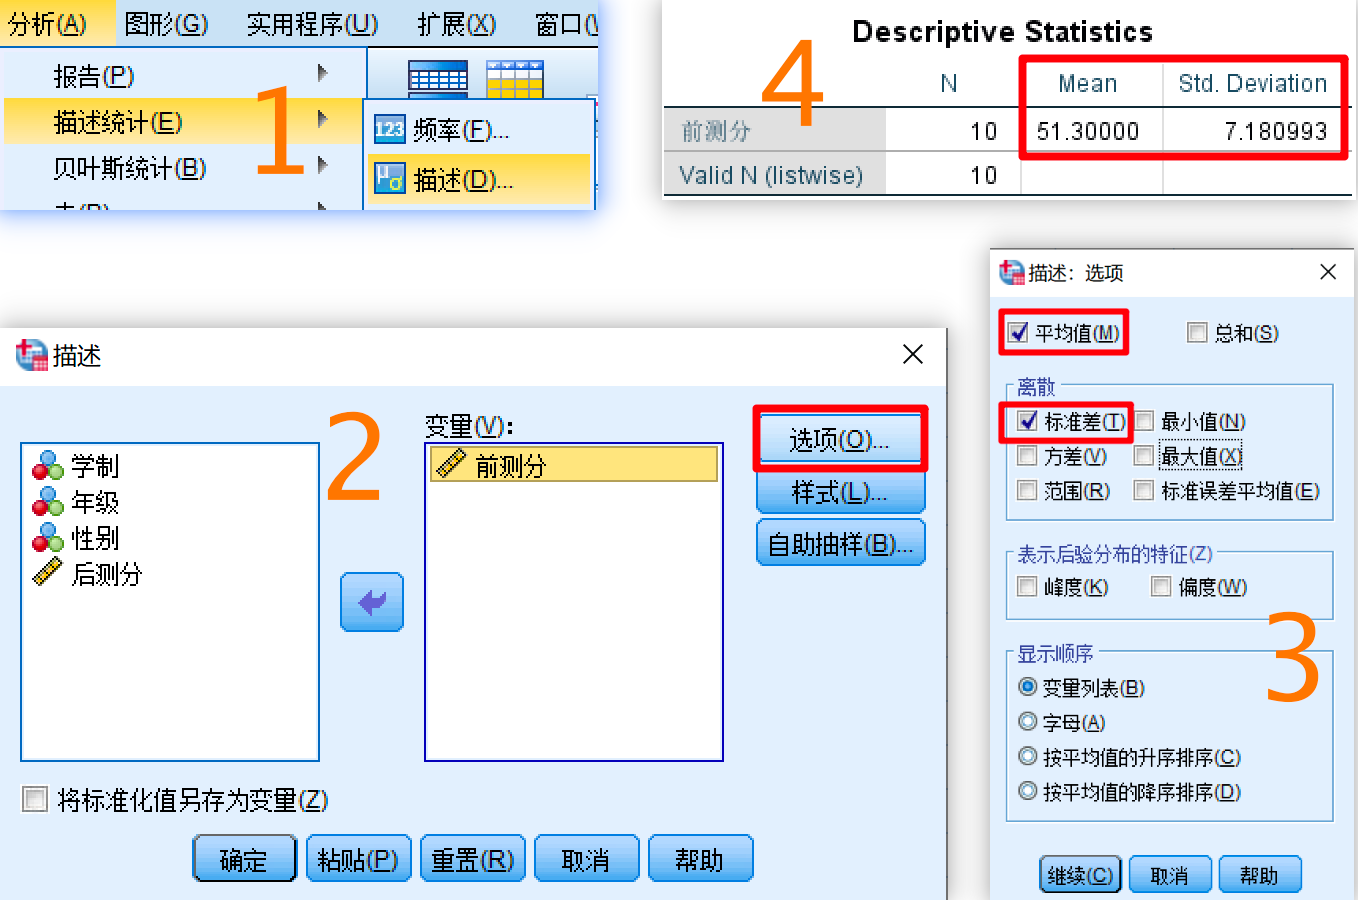 分析(A) 图形(G) 实用程序(U) 扩展(X) 窗口(
报告(P)
描述统计(E)
贝叶斯统计(B)
1
123 频率(F)...
μσ 描述(D)...
4
Descriptive Statistics
N Mean Std. Deviation
前测分 10 51.30000 7.180993
Valid N (listwise) 10
描述
2
学制
年级
性别
后测分
变量(V):
前测分
选项(O)...
样式(L)...
自助抽样(B)...
将标准化值另存为变量(Z)
确定 粘贴(P) 重置(R) 取消 帮助
描述：选项
平均值(M) 总和(S)
离散
标准差(T) 最小值(N)
方差(V) 最大值(X)
范围(R) 标准误差平均值(E)
表示后验分布的特征(Z)
峰度(K) 偏度(W)
3
显示顺序
变量列表(B)
字母(A)
按平均值的升序排序(C)
按平均值的降序排序(D)
继续(C) 取消 帮助